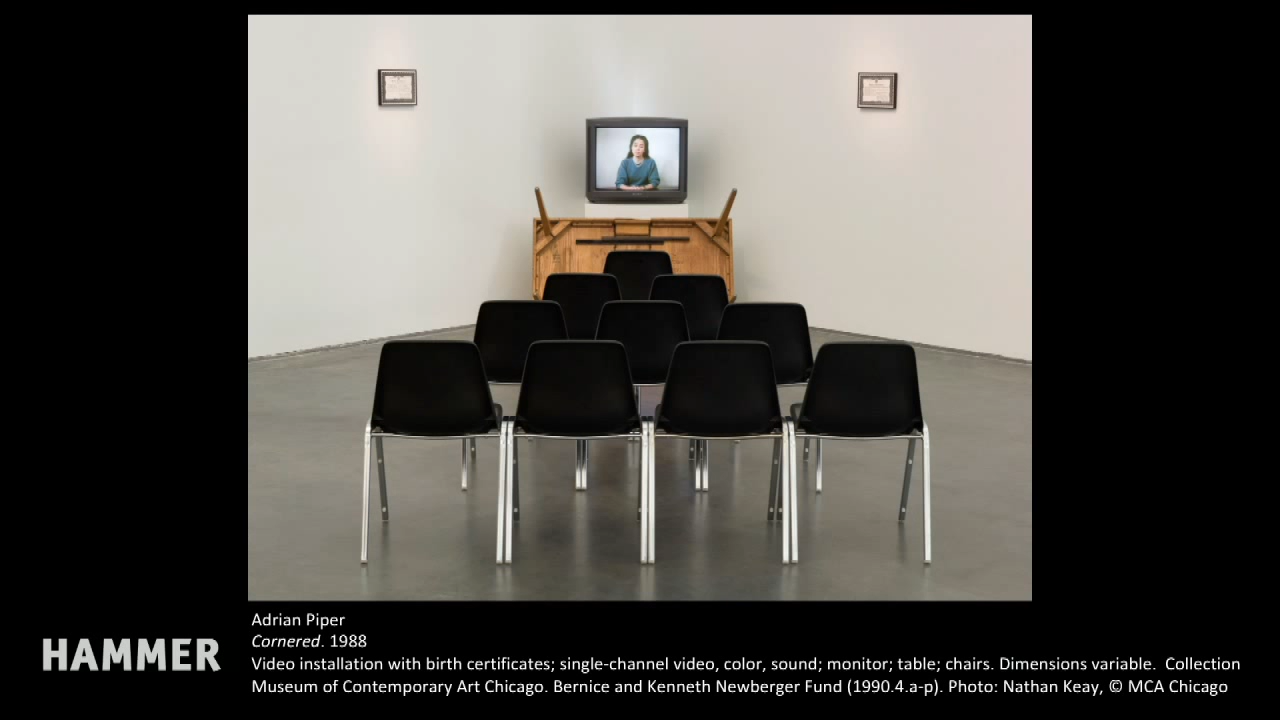 Adrian Piper
Cornered. 1988
HAMMER
Video installation with birth certificates; single-channel video, color, sound; monitor; table; chairs. Dimensions variable.  Collection
Museum of Contemporary Art Chicago. Bernice and Kenneth Newberger Fund (1990.4.a-p). Photo: Nathan Keay, © MCA Chicago